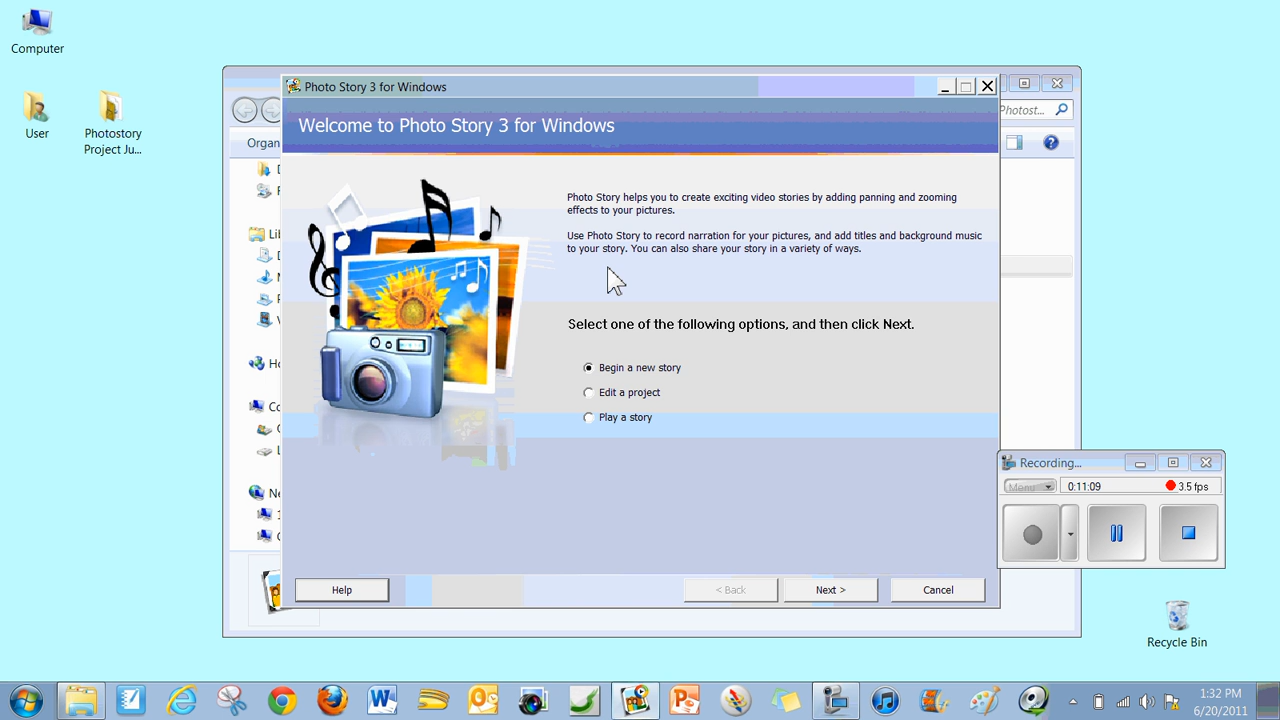 Computer
User
Photostory
Project Ju...
Photo Story 3 for Windows
Photost...
Welcome to Photo Story 3 for Windows
Organ
Photo Story helps you to create exciting video stories by adding panning and zooming
effects to your pictures.
Use Photo Story to record narration for your pictures, and add titles and background music
to your story. You can also share your story in a variety of ways.
Select one of the following options, and then click Next.
Begin a new story
Edit a project
Play a story
Lib
Ho
Co
Ne
Recording...
Menu
0:11:09
3.5 fps
Help
< Back
Next >
Cancel
Recycle Bin
1:32 PM
6/20/2011